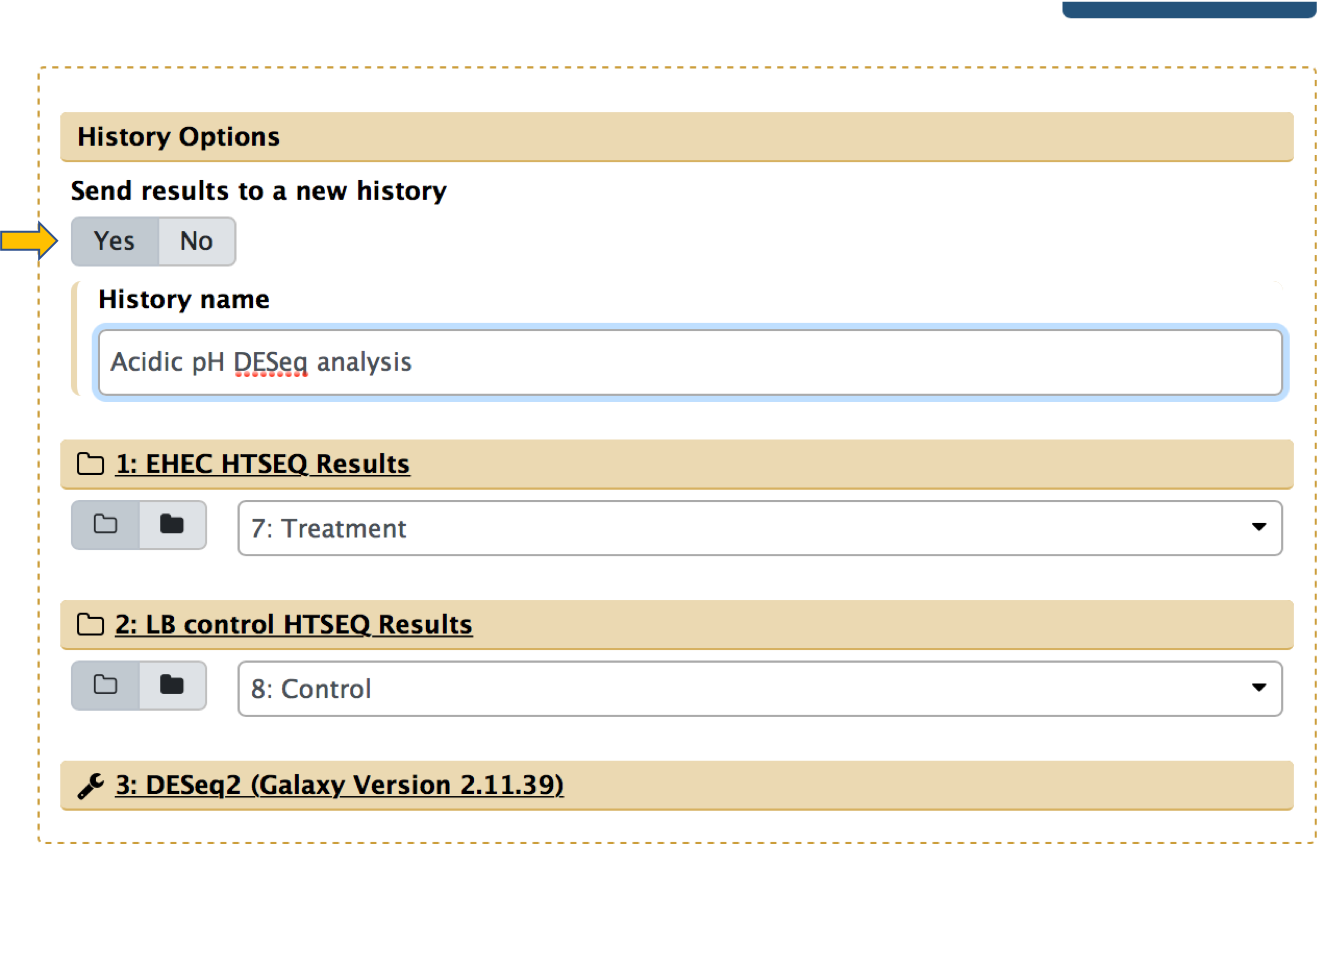 History Options
Send results to a new history
Yes No
History name
Acidic pH DESeq analysis
1: EHEC HTSEQ Results
7: Treatment
2: LB control HTSEQ Results
8: Control
3: DESeq2 (Galaxy Version 2.11.39)